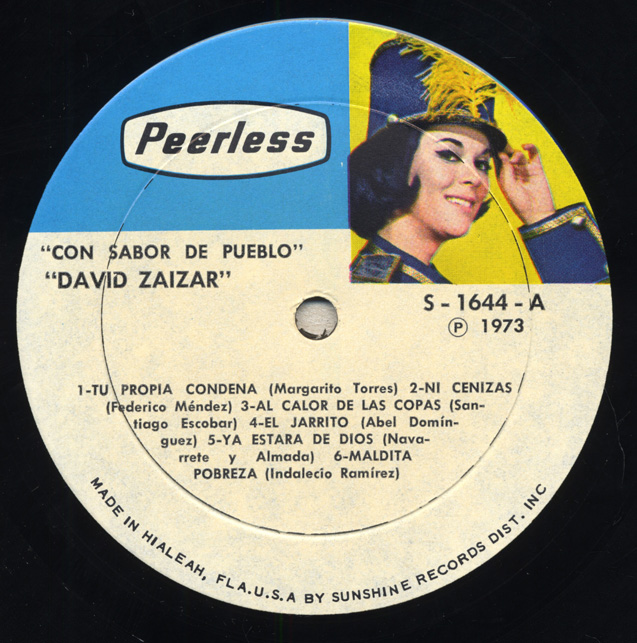 Peerless
"CON SABOR DE PUEBLO"
"DAVID ZAIZAR"
S - 1644 - A
Ⓟ 1973
1-TU PROPIA CONDENA (Margarito Torres) 2-NI CENIZAS
(Federico Méndez) 3-AL CALOR DE LAS COPAS (San-
tiago Escobar) 4-EL JARRITO (Abel Domín-
guez) 5-YA ESTARA DE DIOS (Nava-
rrete y Almada) 6-MALDITA
POBREZA (Indalecio Ramírez)
MADE IN HIALEAH, FLA.U.S.A BY SUNSHINE RECORDS DIST. INC